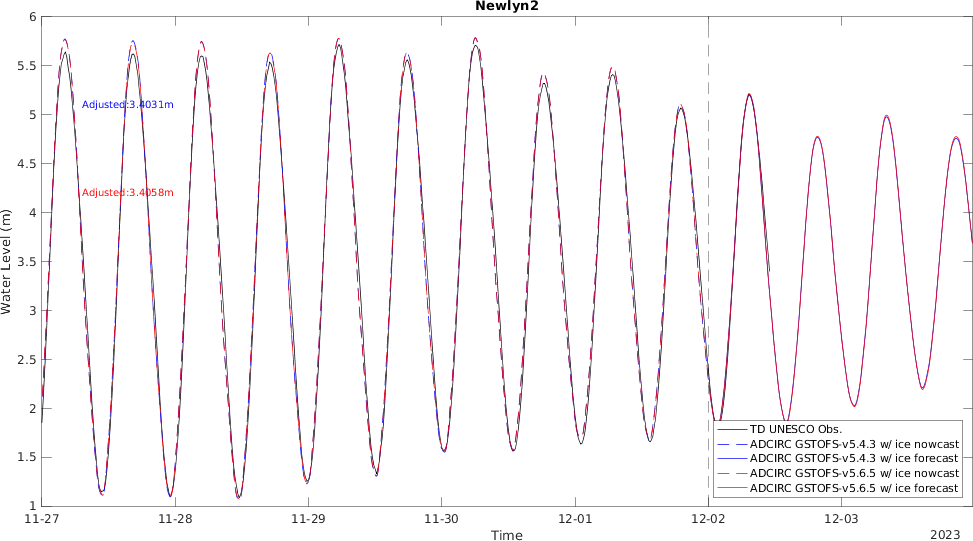 Newlyn2
6
5.5
5
4.5
4
3.5
3
2.5
2
1.5
1
Water Level (m)
Adjusted:3.4031m
Adjusted:3.4058m
TD UNESCO Obs.
ADCIRC GSTOFS-v5.4.3 w/ ice nowcast
ADCIRC GSTOFS-v5.4.3 w/ ice forecast
ADCIRC GSTOFS-v5.6.5 w/ ice nowcast
ADCIRC GSTOFS-v5.6.5 w/ ice forecast
11-27 11-28 11-29 11-30 12-01 12-02 12-03
Time
2023